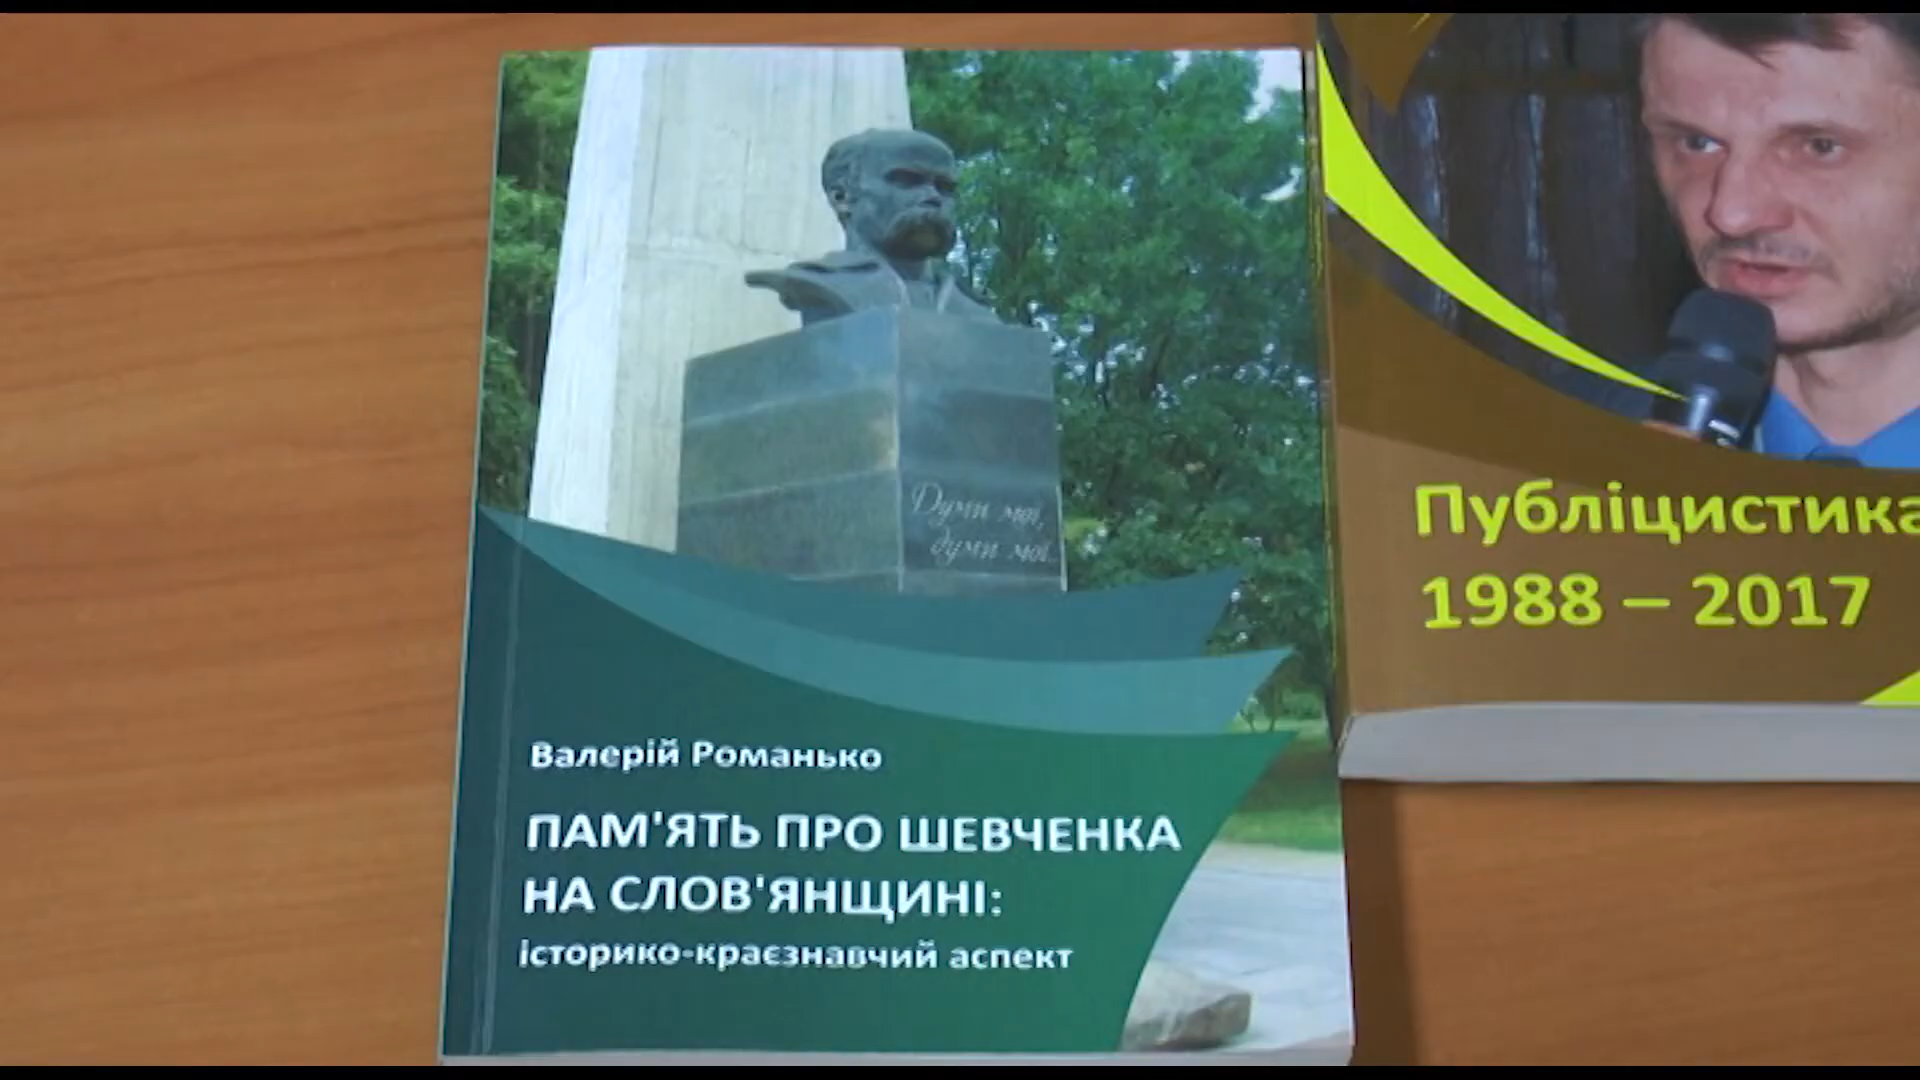 Думи мої,
думи мої...
Валерій Романько
ПАМ'ЯТЬ ПРО ШЕВЧЕНКА
НА СЛОВ'ЯНЩИНІ:
історико-краєзнавчий аспект
Публіцистика
1988 – 2017